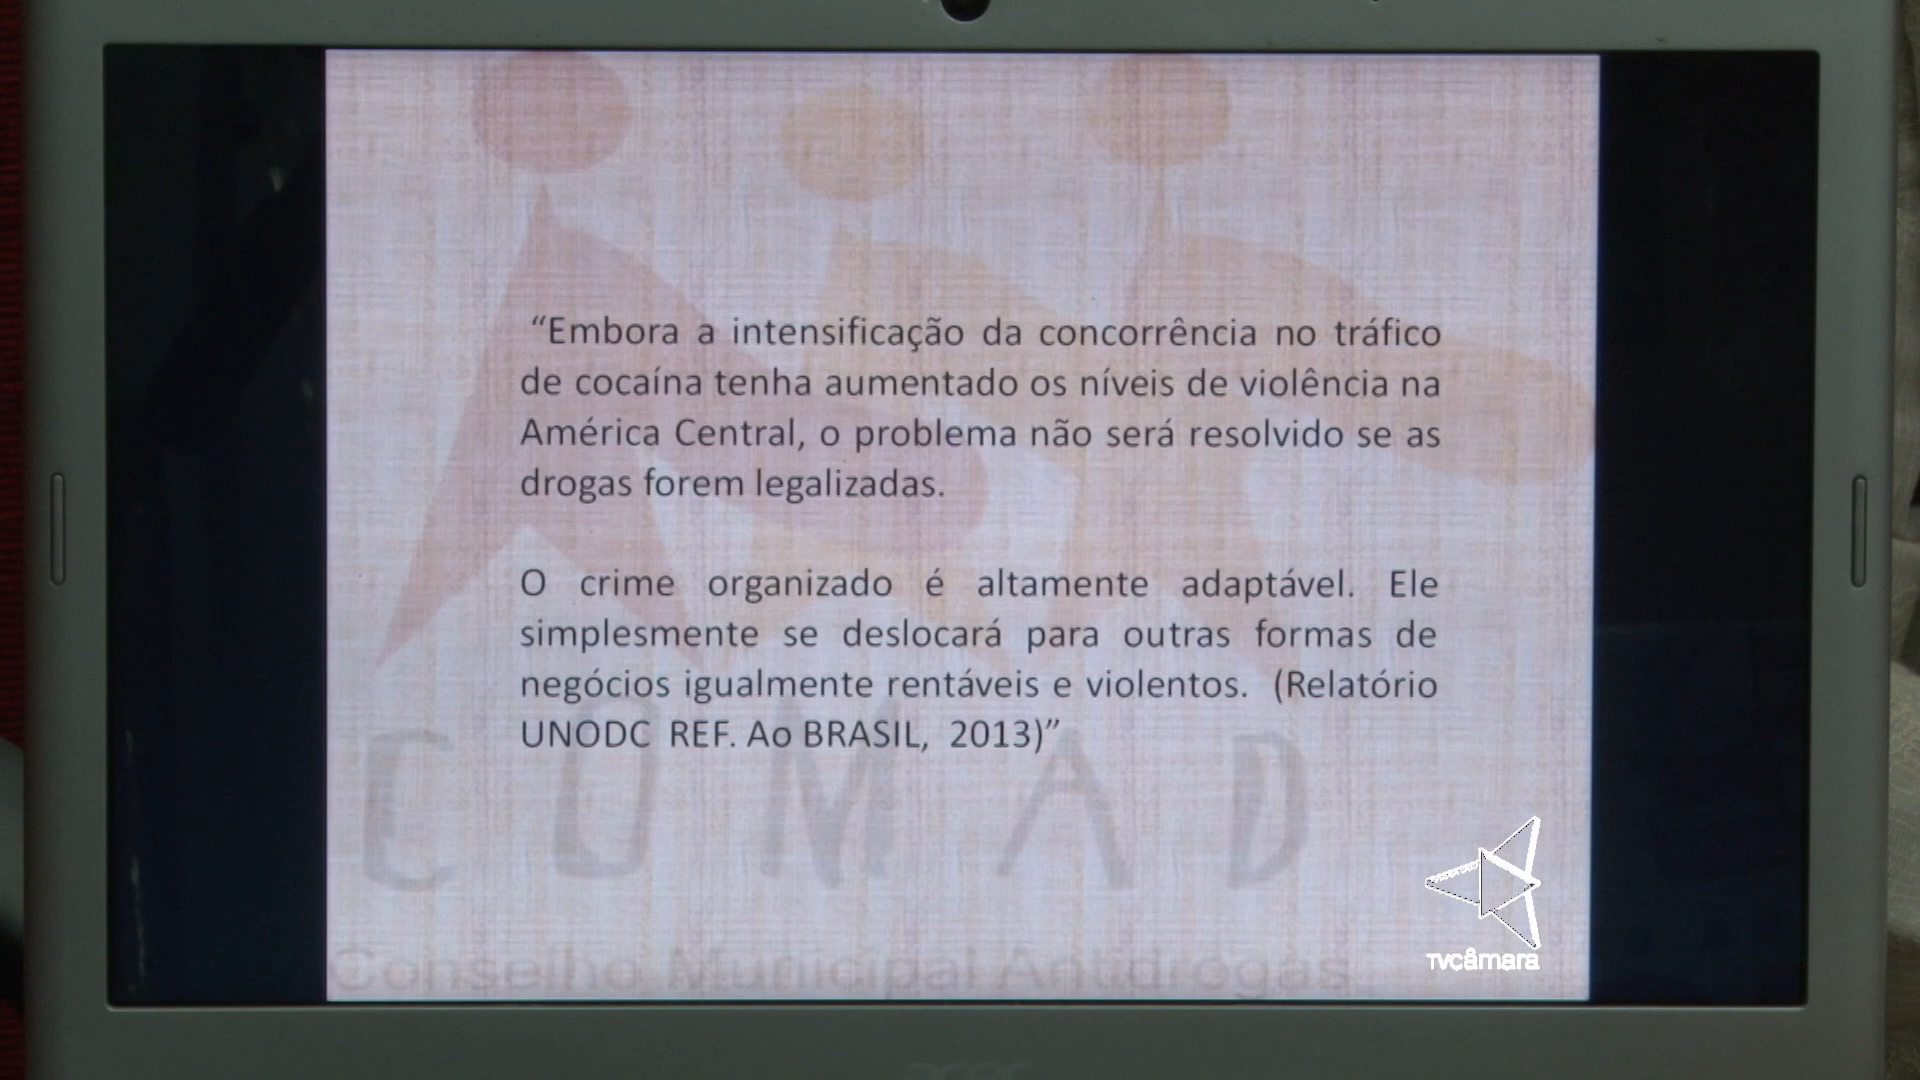 “Embora a intensificação da concorrência no tráfico
de cocaína tenha aumentado os níveis de violência na
América Central, o problema não será resolvido se as
drogas forem legalizadas.
O crime organizado é altamente adaptável. Ele
simplesmente se deslocará para outras formas de
negócios igualmente rentáveis e violentos. (Relatório
UNODC REF. Ao BRASIL, 2013)”
COMAD
Conselho Municipal Antidrogas
TVCâmara
acer